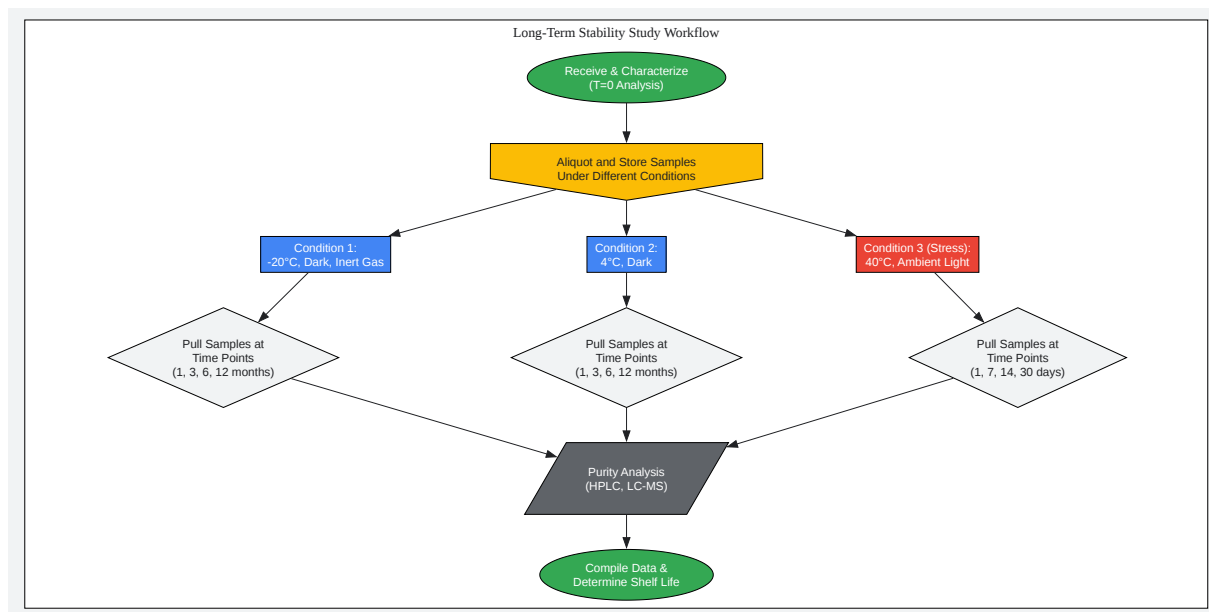 Long-Term Stability Study Workflow
Receive & Characterize
(T=0 Analysis)
Aliquot and Store Samples
Under Different Conditions
Condition 1:
-20°C, Dark, Inert Gas
Condition 2:
4°C, Dark
Condition 3 (Stress):
40°C, Ambient Light
Pull Samples at
Time Points
(1, 3, 6, 12 months)
Pull Samples at
Time Points
(1, 3, 6, 12 months)
Pull Samples at
Time Points
(1, 7, 14, 30 days)
Purity Analysis
(HPLC, LC-MS)
Compile Data &
Determine Shelf Life